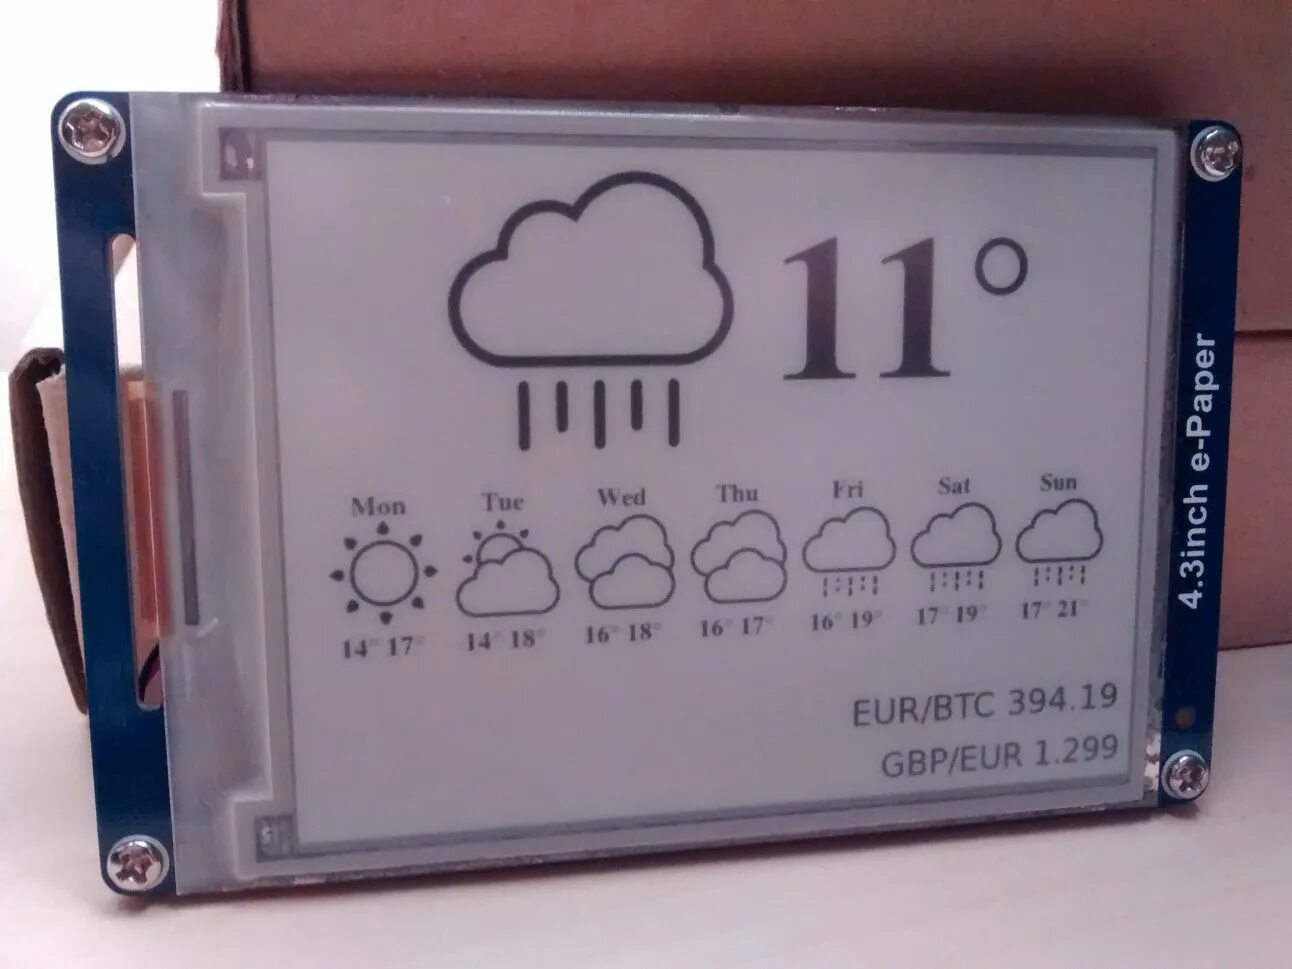 11°
Mon Tue Wed Thu Fri Sat Sun
14° 17° 14° 18° 16° 18° 16° 17° 16° 19° 17° 19° 17° 21°
EUR/BTC 394.19
GBP/EUR 1.299
4.3inch e-Paper